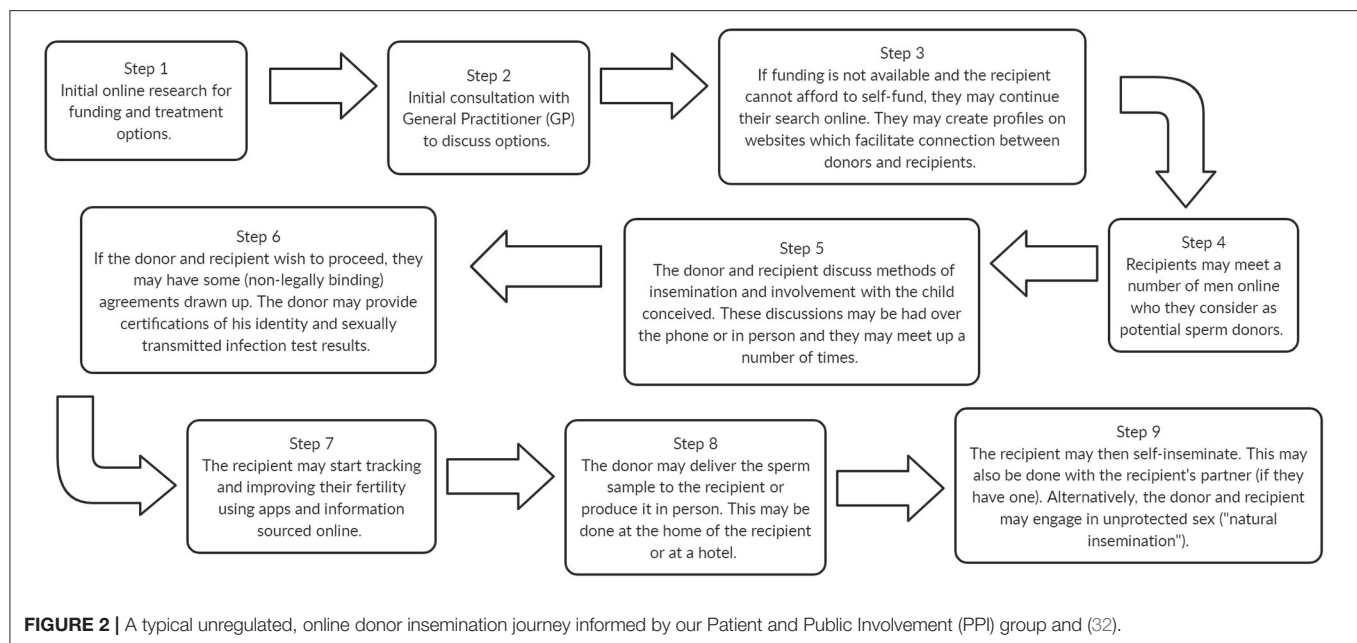 Step 1
Initial online research for
funding and treatment
options.
Step 2
Initial consultation with
General Practitioner (GP)
to discuss options.
Step 3
If funding is not available and the recipient
cannot afford to self-fund, they may continue
their search online. They may create profiles on
websites which facilitate connection between
donors and recipients.
Step 4
Recipients may meet a
number of men online
who they consider as
potential sperm donors.
Step 5
The donor and recipient discuss methods of
insemination and involvement with the child
conceived. These discussions may be had over
the phone or in person and they may meet up a
number of times.
Step 6
If the donor and recipient wish to proceed, they
may have some (non-legally binding)
agreements drawn up. The donor may provide
certifications of his identity and sexually
transmitted infection test results.
Step 7
The recipient may start tracking
and improving their fertility
using apps and information
sourced online.
Step 8
The donor may deliver the sperm
sample to the recipient or
produce it in person. This may be
done at the home of the recipient
or at a hotel.
Step 9
The recipient may then self-inseminate. This may
also be done with the recipient's partner (if they
have one). Alternatively, the donor and recipient
may engage in unprotected sex ("natural
insemination").
FIGURE 2 | A typical unregulated, online donor insemination journey informed by our Patient and Public Involvement (PPI) group and (32).